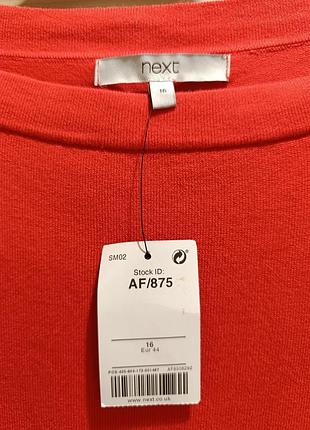 next
16
SM02
Stock ID:
AF/875
16
Eur 44
www.next.co.uk